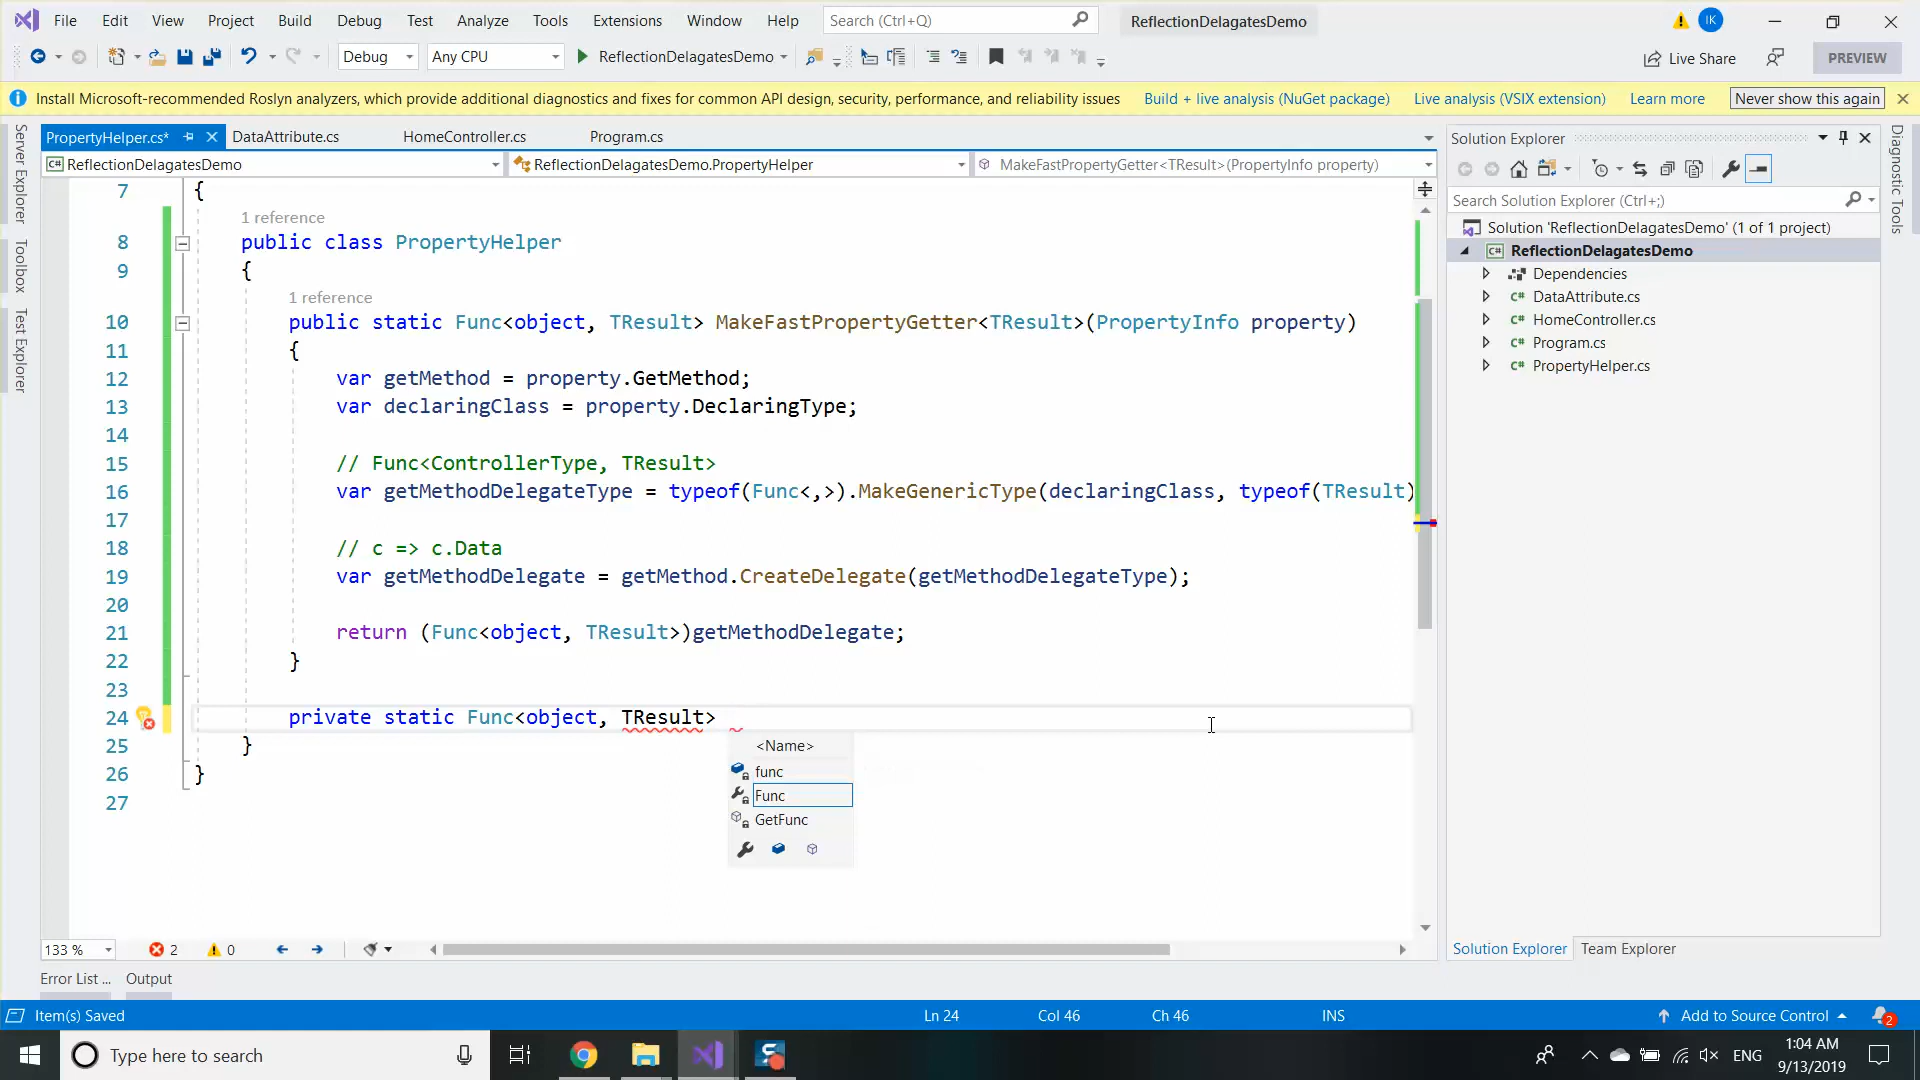 File Edit View Project Build Debug Test Analyze Tools Extensions Window Help Search (Ctrl+Q) ReflectionDelagatesDemo IK
Debug Any CPU ReflectionDelagatesDemo Live Share PREVIEW
Install Microsoft-recommended Roslyn analyzers, which provide additional diagnostics and fixes for common API design, security, performance, and reliability issues Build + live analysis (NuGet package) Live analysis (VSIX extension) Learn more Never show this again
Server Explorer
Toolbox
Test Explorer
PropertyHelper.cs* DataAttribute.cs HomeController.cs Program.cs
C# ReflectionDelagatesDemo ReflectionDelagatesDemo.PropertyHelper MakeFastPropertyGetter<TResult>(PropertyInfo property)
7 {
1 reference
8 public class PropertyHelper
9 {
1 reference
10 public static Func<object, TResult> MakeFastPropertyGetter<TResult>(PropertyInfo property)
11 {
12 var getMethod = property.GetMethod;
13 var declaringClass = property.DeclaringType;
14
15 // Func<ControllerType, TResult>
16 var getMethodDelegateType = typeof(Func<,>).MakeGenericType(declaringClass, typeof(TResult)
17
18 // c => c.Data
19 var getMethodDelegate = getMethod.CreateDelegate(getMethodDelegateType);
20
21 return (Func<object, TResult>)getMethodDelegate;
22 }
23
24 private static Func<object, TResult>
25 }
26 }
27
<Name>
func
Func
GetFunc
133 % 2 0
Error List ... Output
Solution Explorer
Search Solution Explorer (Ctrl+;)
Solution 'ReflectionDelagatesDemo' (1 of 1 project)
C# ReflectionDelagatesDemo
Dependencies
C# DataAttribute.cs
C# HomeController.cs
C# Program.cs
C# PropertyHelper.cs
Solution Explorer Team Explorer
Diagnostic Tools
Item(s) Saved Ln 24 Col 46 Ch 46 INS Add to Source Control 2
Type here to search ENG 1:04 AM
9/13/2019